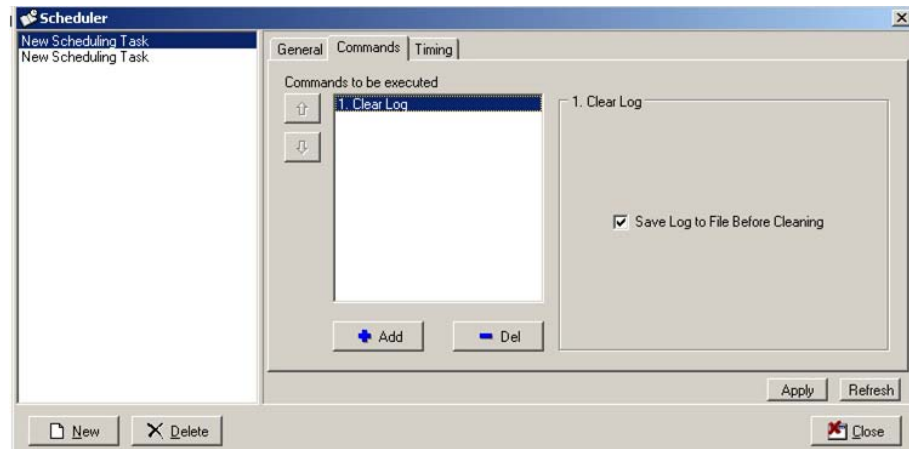 Scheduler
New Scheduling Task
New Scheduling Task
General Commands Timing
Commands to be executed
1. Clear Log
1. Clear Log
Save Log to File Before Cleaning
Add Del
Apply Refresh
New Delete Close